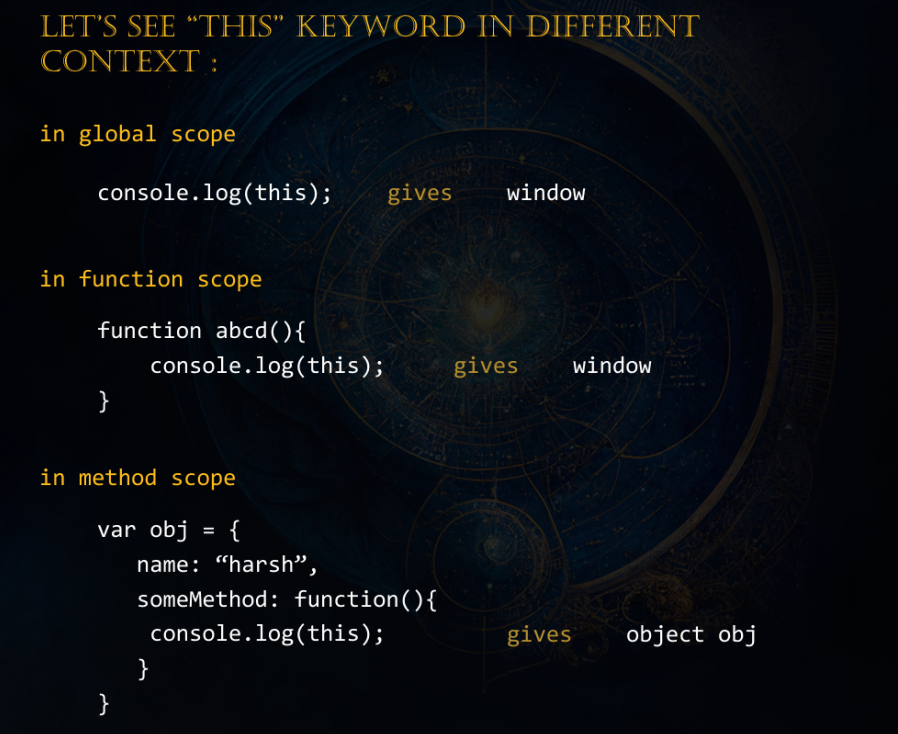 LET’S SEE “THIS” KEYWORD IN DIFFERENT
CONTEXT :
in global scope
console.log(this); gives window
in function scope
function abcd(){
console.log(this); gives window
}
in method scope
var obj = {
name: “harsh”,
someMethod: function(){
console.log(this); gives object obj
}
}